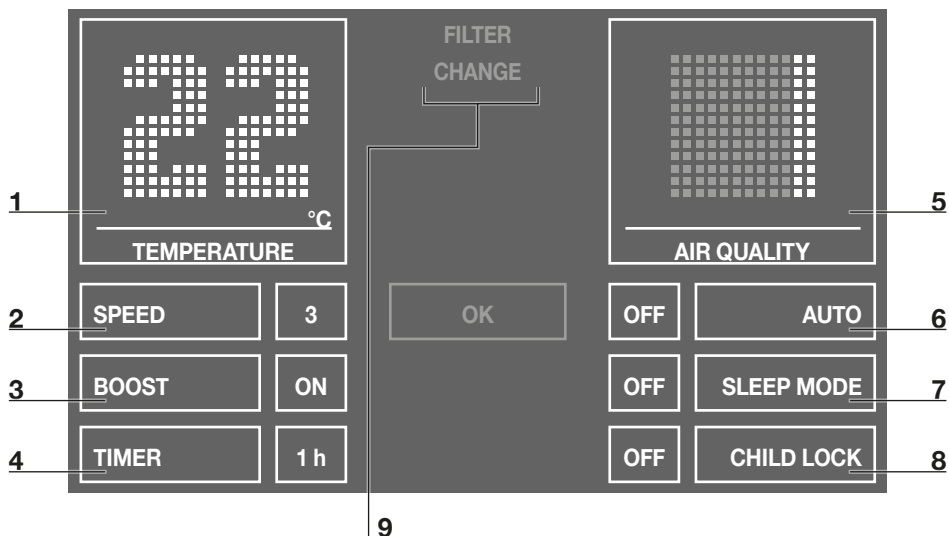 FILTER
CHANGE
22
°C
TEMPERATURE
AIR QUALITY
1
5
SPEED
3
OK
OFF
AUTO
2
6
BOOST
ON
OFF
SLEEP MODE
3
7
TIMER
1 h
OFF
CHILD LOCK
4
8
9